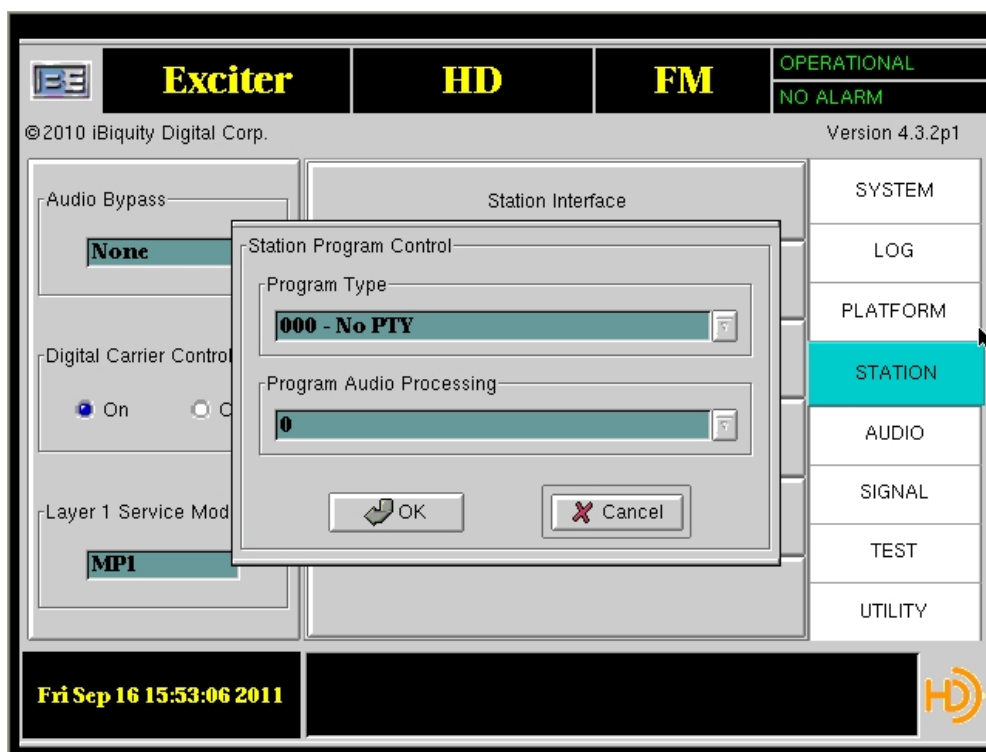 IBE
Exciter
HD
FM
OPERATIONAL
NO ALARM
©2010 iBiquity Digital Corp.
Version 4.3.2p1
Audio Bypass
None
Digital Carrier Control
On
Layer 1 Service Mod
MP1
Station Interface
Station Program Control
Program Type
000 - No PTY
Program Audio Processing
0
OK
Cancel
SYSTEM
LOG
PLATFORM
STATION
AUDIO
SIGNAL
TEST
UTILITY
Fri Sep 16 15:53:06 2011
HD